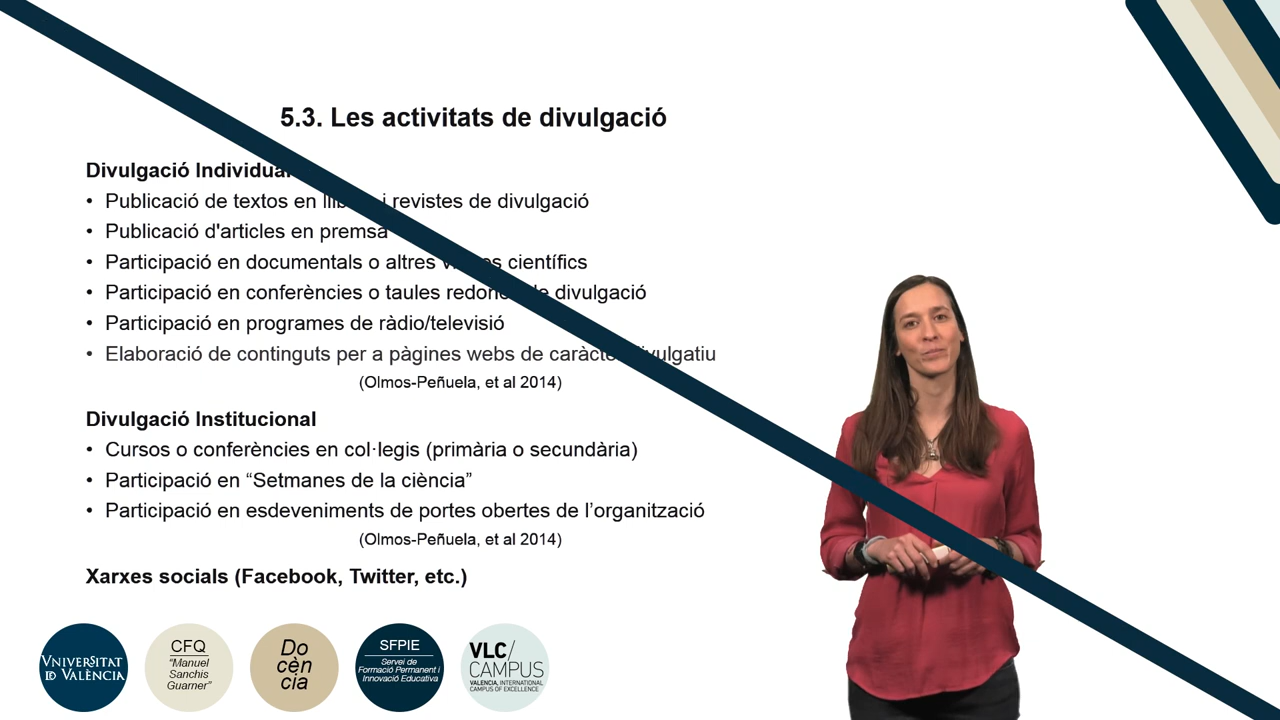 5.3. Les activitats de divulgació
Divulgació Individual
• Publicació de textos en i revistes de divulgació
• Publicació d'articles en premsa
• Participació en documentals o altres científics
• Participació en conferències o taules de divulgació
• Participació en programes de ràdio/televisió
• Elaboració de continguts per a pàgines webs de caràcter divulgatiu
(Olmos-Peñuela, et al 2014)
Divulgació Institucional
• Cursos o conferències en col·legis (primària o secundària)
• Participació en “Setmanes de la ciència”
• Participació en esdeveniments de portes obertes de l’organització
(Olmos-Peñuela, et al 2014)
Xarxes socials (Facebook, Twitter, etc.)
VNIVERSITAT
D VALÈNCIA
CFQ
“Manuel
Sanchis
Guarner”
Do
cèn
cia
SFPIE
Servei de
Formació Permanent i
Innovació Educativa
VLC/
CAMPUS
VALENCIA, INTERNATIONAL
CAMPUS OF EXCELLENCE